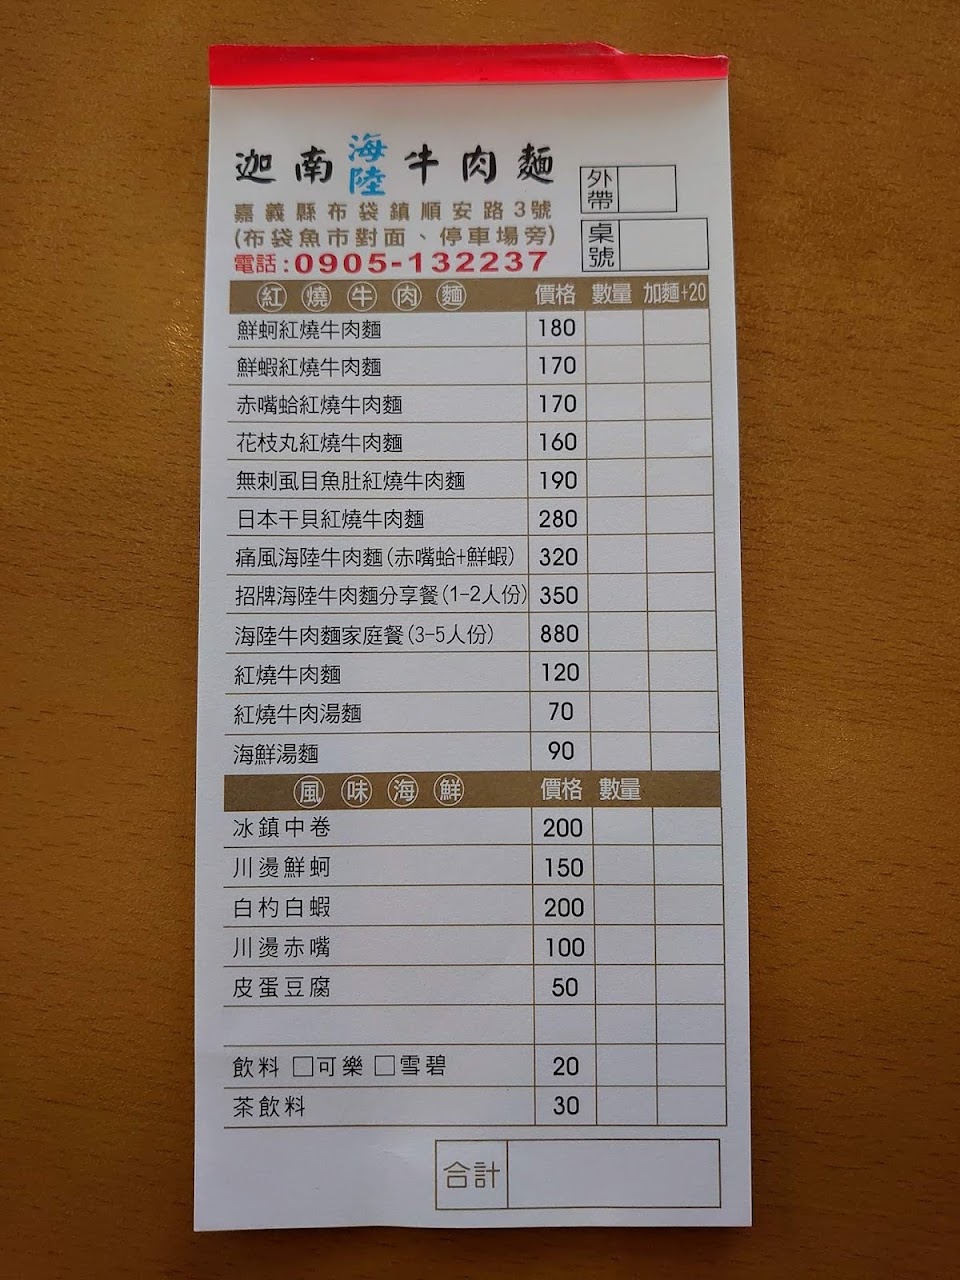 迦南海陸牛肉麵
外帶
嘉義縣布袋鎮順安路3號
(布袋魚市對面、停車場旁)
桌號
電話:0905-132237
紅燒牛肉麵 價格 數量 加麵+20
鮮蚵紅燒牛肉麵 180
鮮蝦紅燒牛肉麵 170
赤嘴蛤紅燒牛肉麵 170
花枝丸紅燒牛肉麵 160
無刺虱目魚肚紅燒牛肉麵 190
日本干貝紅燒牛肉麵 280
痛風海陸牛肉麵(赤嘴蛤+鮮蝦) 320
招牌海陸牛肉麵分享餐(1-2人份) 350
海陸牛肉麵家庭餐(3-5人份) 880
紅燒牛肉麵 120
紅燒牛肉湯麵 70
海鮮湯麵 90
風味海鮮 價格 數量
冰鎮中卷 200
川燙鮮蚵 150
白杓白蝦 200
川燙赤嘴 100
皮蛋豆腐 50
飲料 □可樂 □雪碧 20
茶飲料 30
合計